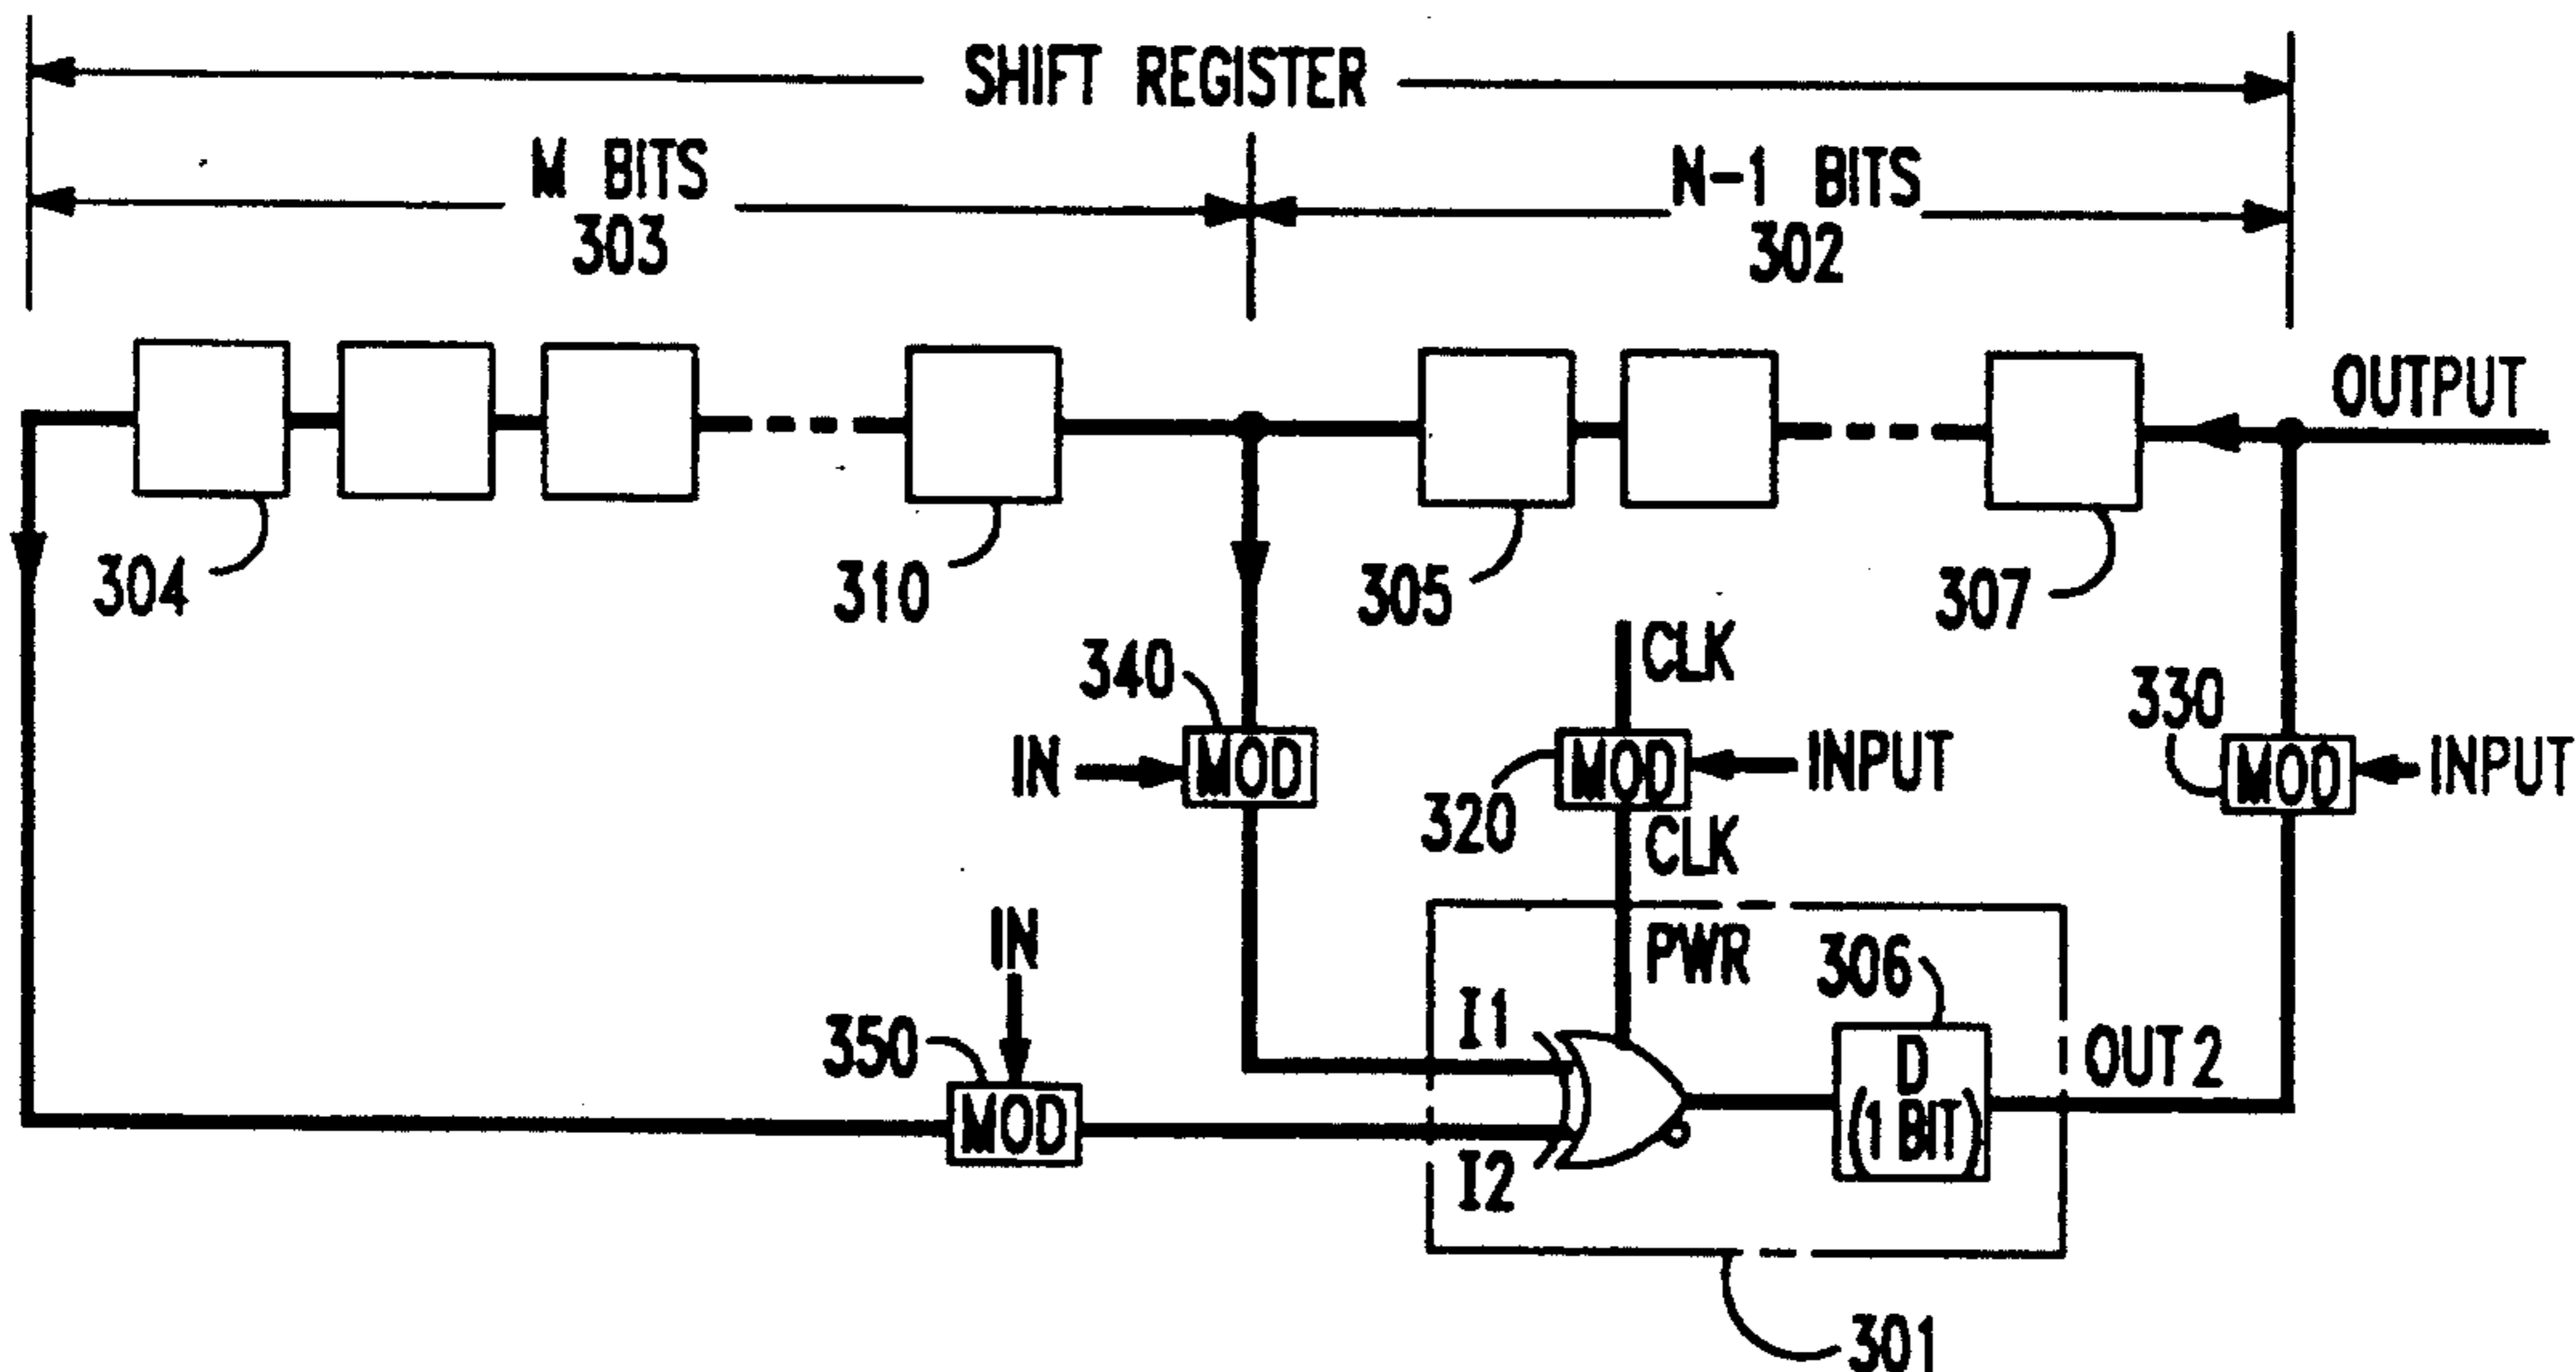 SHIFT REGISTER
M BITS
303
N-1 BITS
302
OUTPUT
304
310
305
307
340
CLK
330
IN
MOD
320
MOD
INPUT
MOD
INPUT
CLK
IN
PWR
306
350
I1
D
(1 BIT)
OUT 2
MOD
I2
301